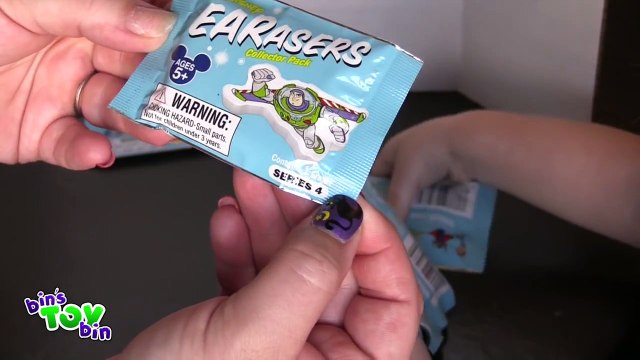 Disney
EARASERS
Collector Pack
AGES
5+
WARNING:
CHOKING HAZARD-Small parts.
Not for children under 3 years.
SERIES 4
bin's
TOY
bin